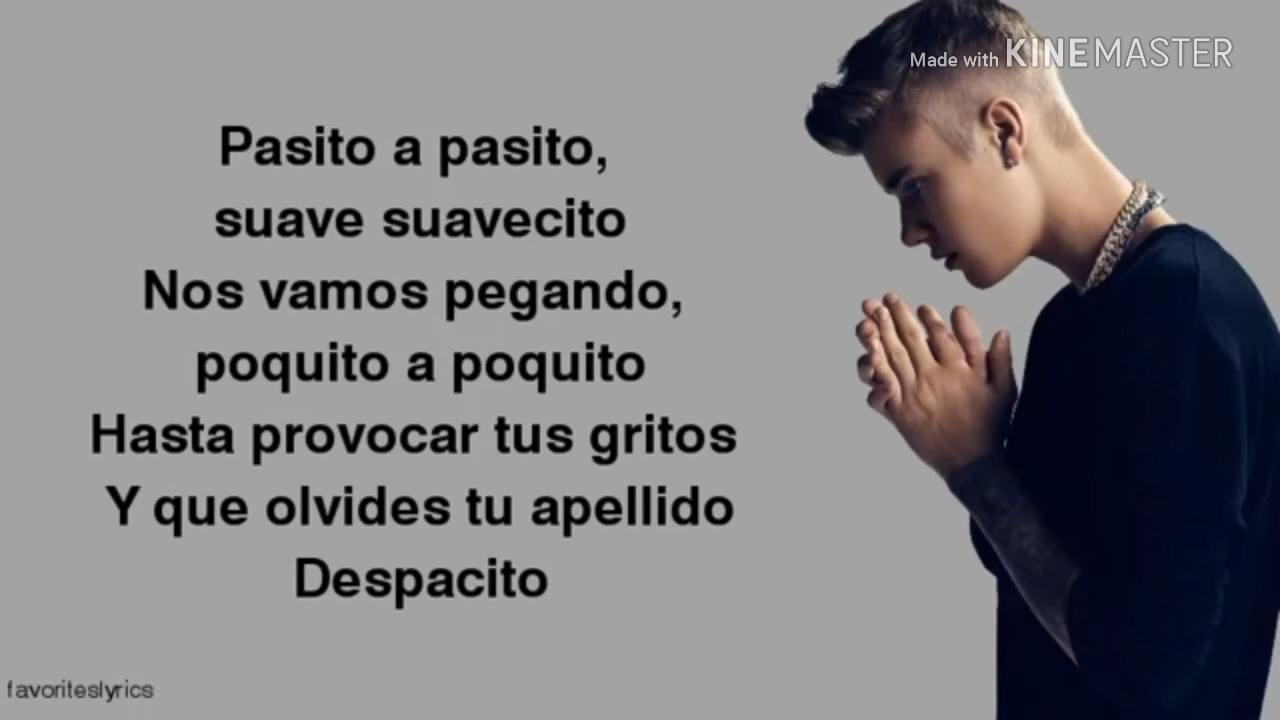 Made with KINEMASTER
Pasito a pasito,
suave suavecito
Nos vamos pegando,
poquito a poquito
Hasta provocar tus gritos
Y que olvides tu apellido
Despacito
favoriteslyrics